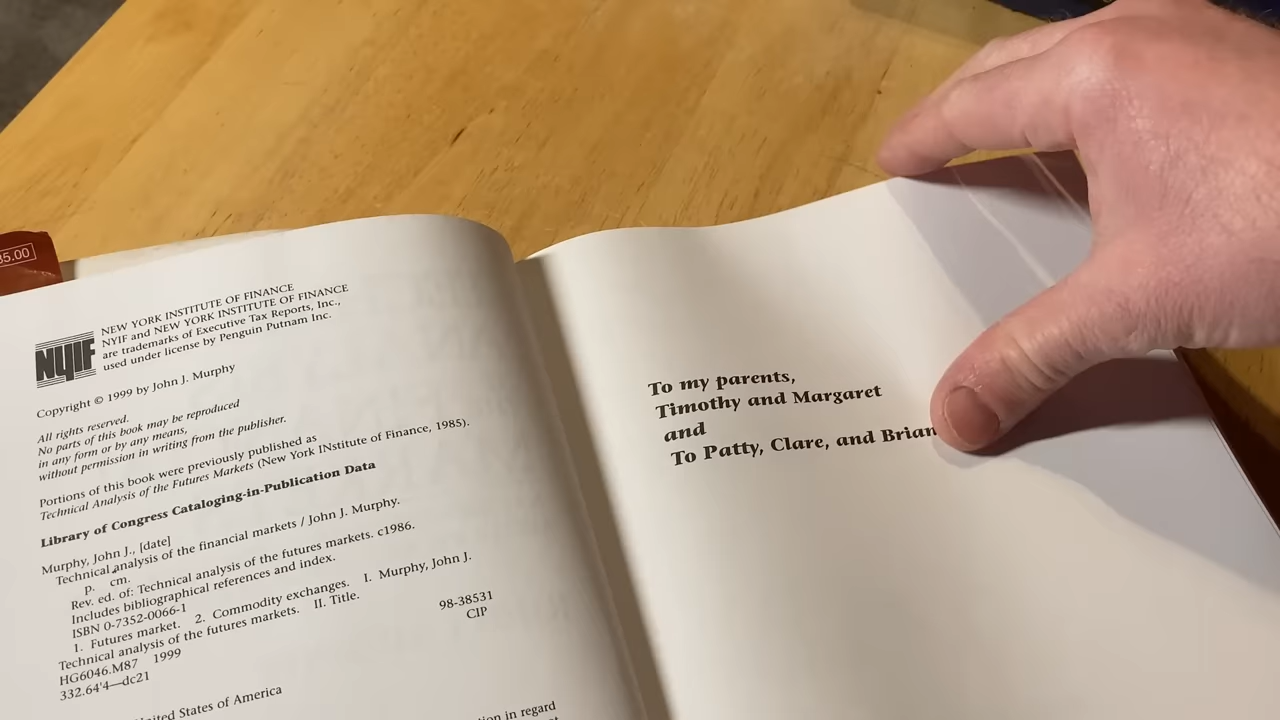 35.00
NYIF
NEW YORK INSTITUTE OF FINANCE
NYIF and NEW YORK INSTITUTE OF FINANCE
are trademarks of Executive Tax Reports, Inc.,
used under license by Penguin Putnam Inc.
Copyright © 1999 by John J. Murphy
All rights reserved.
No parts of this book may be reproduced
in any form or by any means,
without permission in writing from the publisher.
Portions of this book were previously published as
Technical Analysis of the Futures Markets (New York INstitute of Finance, 1985).
Library of Congress Cataloging-in-Publication Data
Murphy, John J., [date]
Technical analysis of the financial markets / John J. Murphy.
p. cm.
Rev. ed. of: Technical analysis of the futures markets. c1986.
Includes bibliographical references and index.
ISBN 0-7352-0066-1
1. Futures market. 2. Commodity exchanges. I. Murphy, John J.
Technical analysis of the futures markets. II. Title.
HG6046.M87 1999
332.64'4—dc21
98-38531
CIP
United States of America
in regard
To my parents,
Timothy and Margaret
and
To Patty, Clare, and Brian